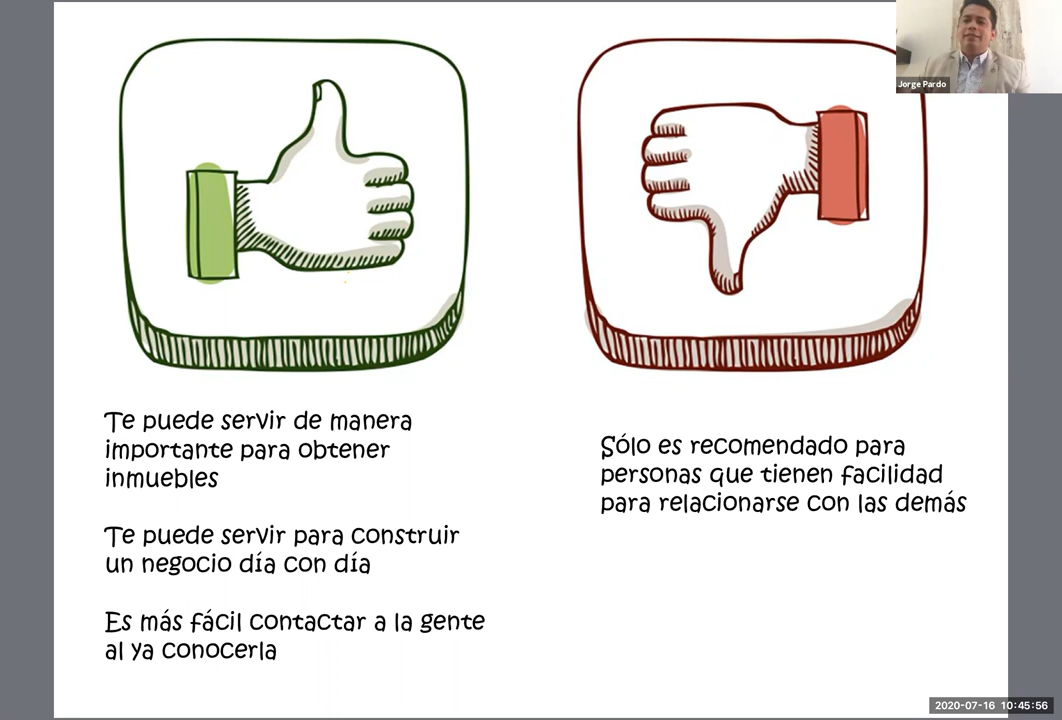 Jorge Pardo
Te puede servir de manera
importante para obtener
inmuebles
Te puede servir para construir
un negocio día con día
Es más fácil contactar a la gente
al ya conocerla
Sólo es recomendado para
personas que tienen facilidad
para relacionarse con las demás
2020-07-16 10:45:56